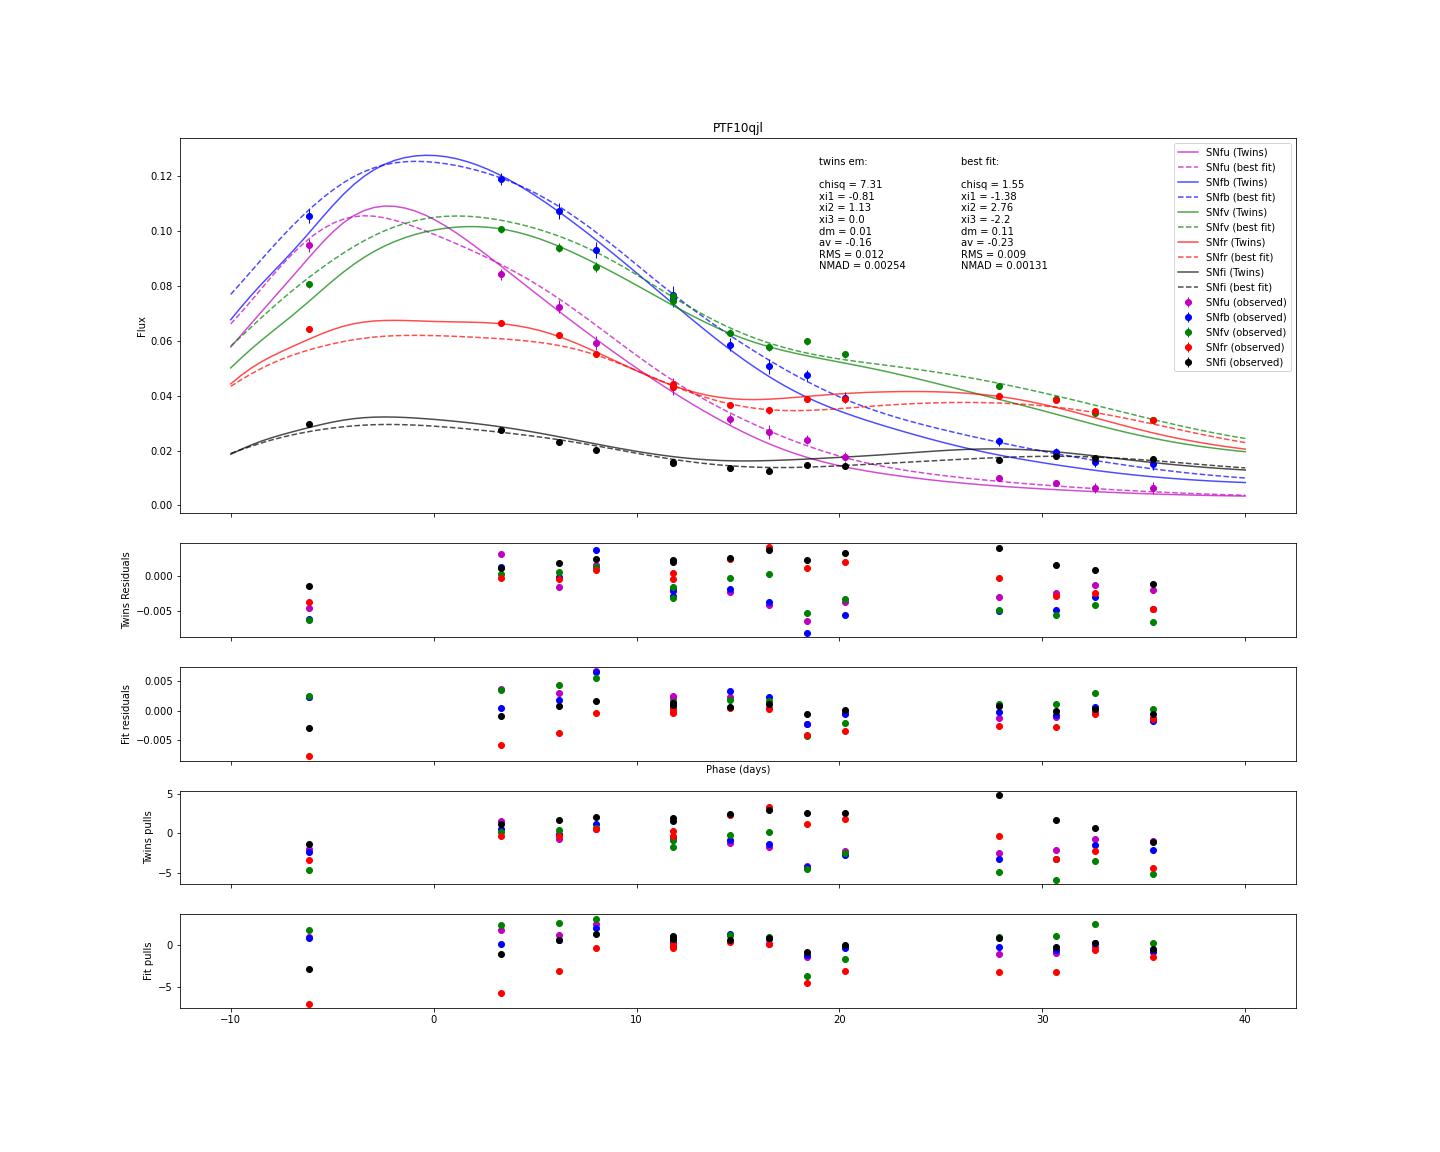 PTF10qjl
Flux
0.12
0.10
0.08
0.06
0.04
0.02
0.00
twins em:
chisq = 7.31
xi1 = -0.81
xi2 = 1.13
xi3 = 0.0
dm = 0.01
av = -0.16
RMS = 0.012
NMAD = 0.00254
best fit:
chisq = 1.55
xi1 = -1.38
xi2 = 2.76
xi3 = -2.2
dm = 0.11
av = -0.23
RMS = 0.009
NMAD = 0.00131
SNfu (Twins)
SNfu (best fit)
SNfb (Twins)
SNfb (best fit)
SNfv (Twins)
SNfv (best fit)
SNfr (Twins)
SNfr (best fit)
SNfi (Twins)
SNfi (best fit)
SNfu (observed)
SNfb (observed)
SNfv (observed)
SNfr (observed)
SNfi (observed)
Twins Residuals
0.000
−0.005
Fit residuals
0.005
0.000
−0.005
Phase (days)
Twins pulls
5
0
−5
Fit pulls
0
−5
−10 0 10 20 30 40